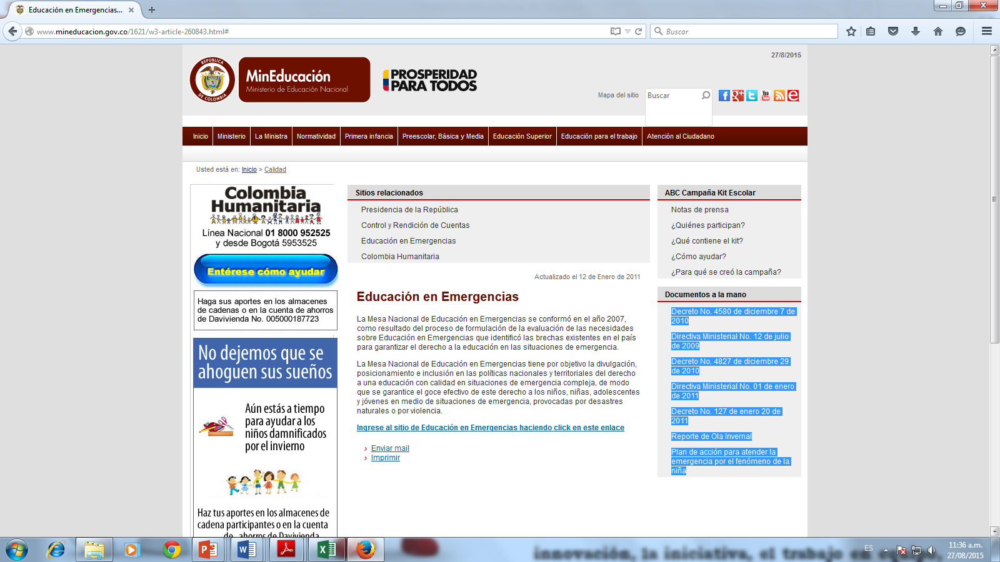 Educación en Emergencias...
www.mineducacion.gov.co/1621/w3-article-260843.html#
Buscar
27/8/2015
REPÚBLICA
DE COLOMBIA
MinEducación
Ministerio de Educación Nacional
PROSPERIDAD
PARA TODOS
Mapa del sitio
Buscar
You
Inicio
Ministerio
La Ministra
Normatividad
Primera infancia
Preescolar, Básica y Media
Educación Superior
Educación para el trabajo
Atención al Ciudadano
Usted está en: Inicio > Calidad
Colombia
Humanitaria
Línea Nacional 01 8000 952525
y desde Bogotá 5953525
Entérese cómo ayudar
Haga sus aportes en los almacenes
de cadenas o en la cuenta de ahorros
de Davivienda No. 005000187723
No dejemos que se
ahoguen sus sueños
Aún estás a tiempo
para ayudar a los
niños damnificados
por el invierno
Haz tus aportes en los almacenes de
cadena participantes o en la cuenta
de ahorros de Davivienda
Sitios relacionados
Presidencia de la República
Control y Rendición de Cuentas
Educación en Emergencias
Colombia Humanitaria
Actualizado el 12 de Enero de 2011
Educación en Emergencias
La Mesa Nacional de Educación en Emergencias se conformó en el año 2007,
como resultado del proceso de formulación de la evaluación de las necesidades
sobre Educación en Emergencias que identificó las brechas existentes en el país
para garantizar el derecho a la educación en las situaciones de emergencia.
La Mesa Nacional de Educación en Emergencias tiene por objetivo la divulgación,
posicionamiento e inclusión en las políticas nacionales y territoriales del derecho
a una educación con calidad en situaciones de emergencia compleja, de modo
que se garantice el goce efectivo de este derecho a los niños, niñas, adolescentes
y jóvenes en medio de situaciones de emergencia, provocadas por desastres
naturales o por violencia.
Ingrese al sitio de Educación en Emergencias haciendo click en este enlace
Enviar mail
Imprimir
ABC Campaña Kit Escolar
Notas de prensa
¿Quiénes participan?
¿Qué contiene el kit?
¿Cómo ayudar?
¿Para qué se creó la campaña?
Documentos a la mano
Decreto No. 4580 de diciembre 7 de
2010
Directiva Ministerial No. 12 de julio
de 2009
Decreto No. 4827 de diciembre 29
de 2010
Directiva Ministerial No. 01 de enero
de 2011
Decreto No. 127 de enero 20 de
2011
Reporte de Ola Invernal
Plan de acción para atender la
emergencia por el fenómeno de la
niña
innovación, la iniciativa, el trabajo en equipo,
ES
11:36 a.m.
27/08/2015